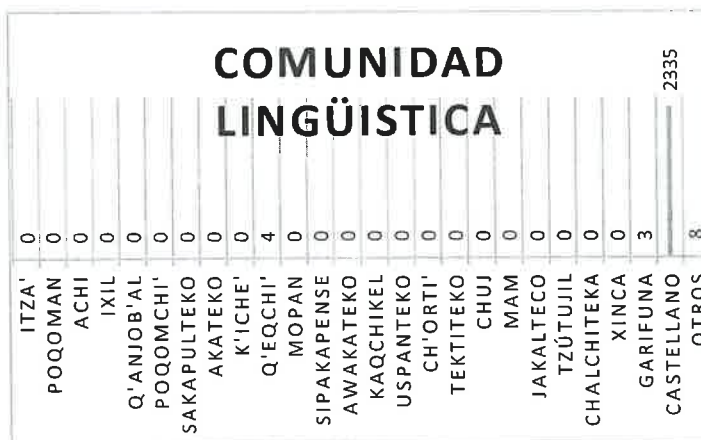 COMUNIDAD
LINGÜISTICA
ITZA' 0
POQOMAN 0
ACHI 0
IXIL 0
Q'ANJOB'AL 0
POQOMCHI' 0
SAKAPULTEKO 0
AKATEKO 0
K'ICHE' 0
Q'EQCHI' 4
MOPAN 0
SIPAKAPENSE 0
AWAKATEKO 0
KAQCHIKEL 0
USPANTEKO 0
CH'ORTI' 0
TEKTITEKO 0
CHUJ 0
MAM 0
JAKALTECO 0
TZÚTUJIL 0
CHALCHITEKA 0
XINCA 0
GARIFUNA 3
CASTELLANO 2335
OTROS 8